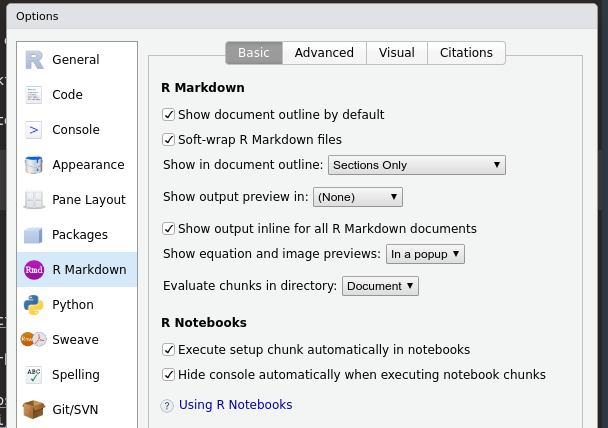 Options
General
Code
Console
Appearance
Pane Layout
Packages
Rmd R Markdown
Python
Sweave
ABC Spelling
Git/SVN
Basic Advanced Visual Citations
R Markdown
Show document outline by default
Soft-wrap R Markdown files
Show in document outline: Sections Only
Show output preview in: (None)
Show output inline for all R Markdown documents
Show equation and image previews: In a popup
Evaluate chunks in directory: Document
R Notebooks
Execute setup chunk automatically in notebooks
Hide console automatically when executing notebook chunks
? Using R Notebooks